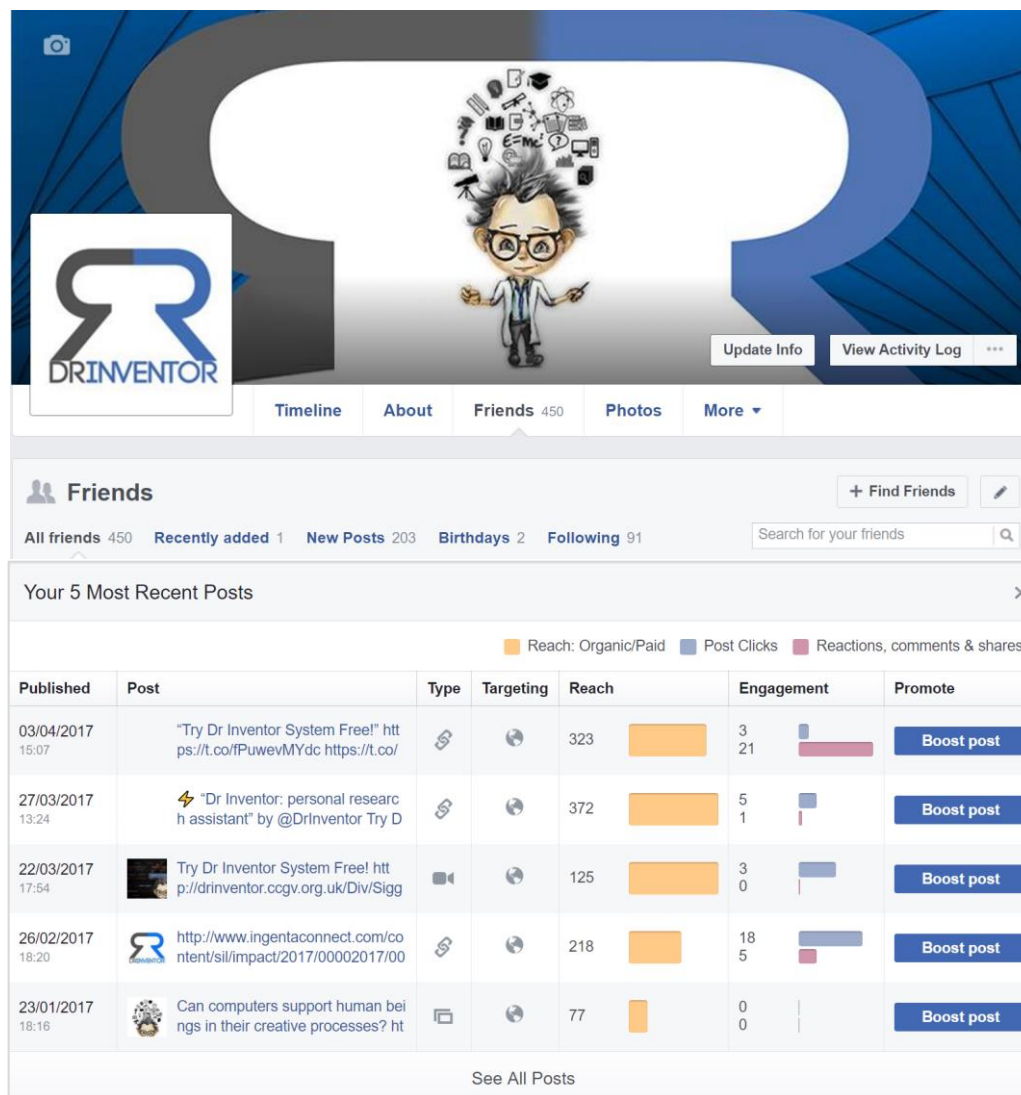 E=mc²
DRINVENTOR
Update Info
View Activity Log
Timeline
About
Friends 450
Photos
More
Friends
+ Find Friends
All friends 450
Recently added 1
New Posts 203
Birthdays 2
Following 91
Search for your friends
Your 5 Most Recent Posts
Reach: Organic/Paid
Post Clicks
Reactions, comments & shares
Published Post Type Targeting Reach Engagement Promote
03/04/2017
15:07
"Try Dr Inventor System Free!" htt
ps://t.co/fPuwevMYdc https://t.co/
323
3
21
Boost post
27/03/2017
13:24
⚡ "Dr Inventor: personal researc
h assistant" by @DrInventor Try D
372
5
1
Boost post
22/03/2017
17:54
Try Dr Inventor System Free! htt
p://drinventor.ccgv.org.uk/Div/Sigg
125
3
0
Boost post
26/02/2017
18:20
DRINVENTOR
http://www.ingentaconnect.com/co
ntent/sil/impact/2017/00002017/00
218
18
5
Boost post
23/01/2017
18:16
Can computers support human bei
ngs in their creative processes? ht
77
0
0
Boost post
See All Posts